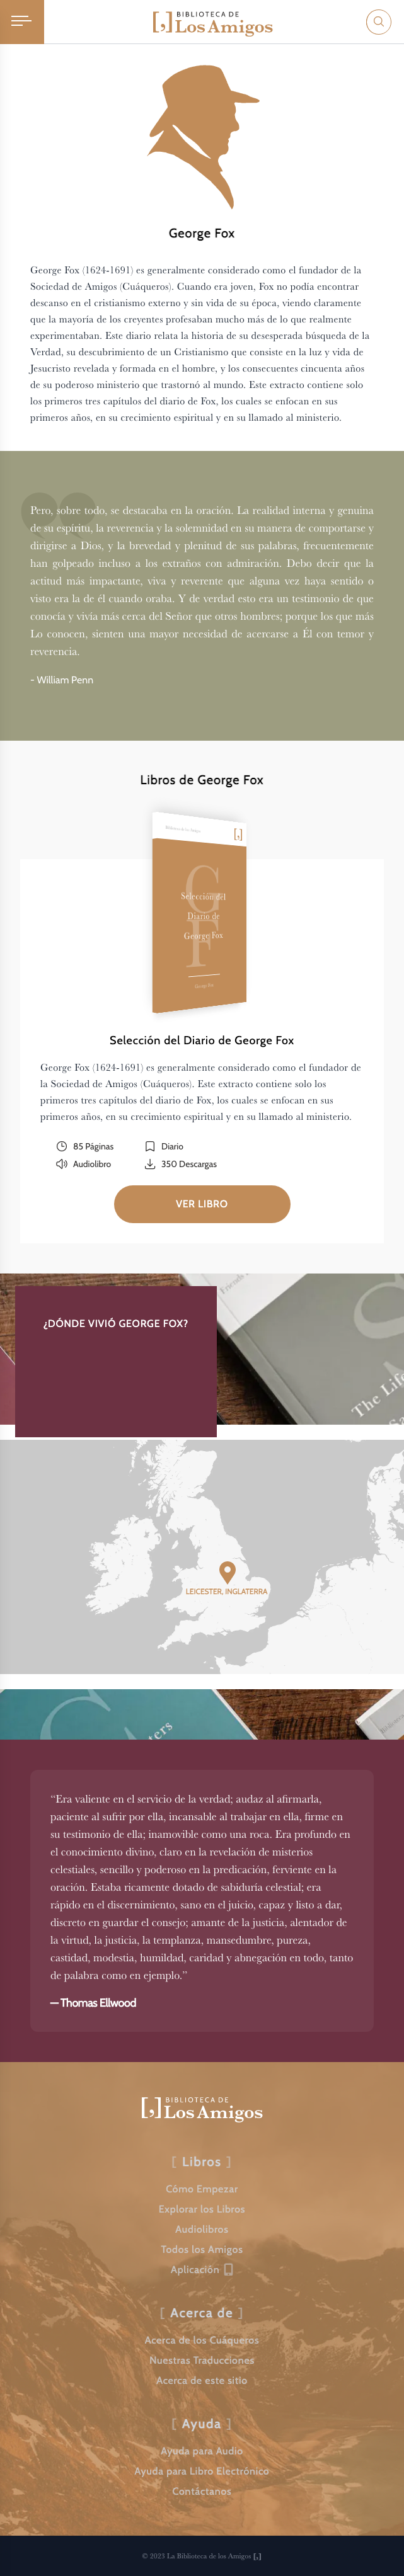 BIBLIOTECA DE
[,] Los Amigos
George Fox
George Fox (1624-1691) es generalmente considerado como el fundador de la
Sociedad de Amigos (Cuáqueros). Cuando era joven, Fox no podía encontrar
descanso en el cristianismo externo y sin vida de su época, viendo claramente
que la mayoría de los creyentes profesaban mucho más de lo que realmente
experimentaban. Este diario relata la historia de su desesperada búsqueda de la
Verdad, su descubrimiento de un Cristianismo que consiste en la luz y vida de
Jesucristo revelada y formada en el hombre, y los consecuentes cincuenta años
de su poderoso ministerio que trastornó al mundo. Este extracto contiene solo
los primeros tres capítulos del diario de Fox, los cuales se enfocan en sus
primeros años, en su crecimiento espiritual y en su llamado al ministerio.
Pero, sobre todo, se destacaba en la oración. La realidad interna y genuina
de su espíritu, la reverencia y la solemnidad en su manera de comportarse y
dirigirse a Dios, y la brevedad y plenitud de sus palabras, frecuentemente
han golpeado incluso a los extraños con admiración. Debo decir que la
actitud más impactante, viva y reverente que alguna vez haya sentido o
visto era la de él cuando oraba. Y de verdad esto era un testimonio de que
conocía y vivía más cerca del Señor que otros hombres; porque los que más
Lo conocen, sienten una mayor necesidad de acercarse a Él con temor y
reverencia.
- William Penn
Libros de George Fox
Biblioteca de los Amigos
[,]
GF
Selección del
Diario de
George Fox
George Fox
Selección del Diario de George Fox
George Fox (1624-1691) es generalmente considerado como el fundador de
la Sociedad de Amigos (Cuáqueros). Este extracto contiene solo los
primeros tres capítulos del diario de Fox, los cuales se enfocan en sus
primeros años, en su crecimiento espiritual y en su llamado al ministerio.
85 Páginas
Diario
Audiolibro
350 Descargas
VER LIBRO
Friends
¿DÓNDE VIVIÓ GEORGE FOX?
The Life
LEICESTER, INGLATERRA
“Era valiente en el servicio de la verdad; audaz al afirmarla,
paciente al sufrir por ella, incansable al trabajar en ella, firme en
su testimonio de ella; inamovible como una roca. Era profundo en
el conocimiento divino, claro en la revelación de misterios
celestiales, sencillo y poderoso en la predicación, ferviente en la
oración. Estaba ricamente dotado de sabiduría celestial; era
rápido en el discernimiento, sano en el juicio, capaz y listo a dar,
discreto en guardar el consejo; amante de la justicia, alentador de
la virtud, la justicia, la templanza, mansedumbre, pureza,
castidad, modestia, humildad, caridad y abnegación en todo, tanto
de palabra como en ejemplo.”
— Thomas Ellwood
BIBLIOTECA DE
[,] Los Amigos
[ Libros ]
Cómo Empezar
Explorar los Libros
Audiolibros
Todos los Amigos
Aplicación
[ Acerca de ]
Acerca de los Cuáqueros
Nuestras Traducciones
Acerca de este sitio
[ Ayuda ]
Ayuda para Audio
Ayuda para Libro Electrónico
Contáctanos
© 2023 La Biblioteca de los Amigos [,]